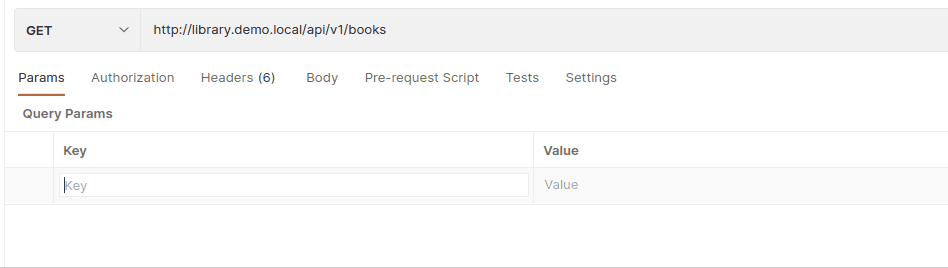 GET http://library.demo.local/api/v1/books
Params Authorization Headers (6) Body Pre-request Script Tests Settings
Query Params
Key Value
Key Value